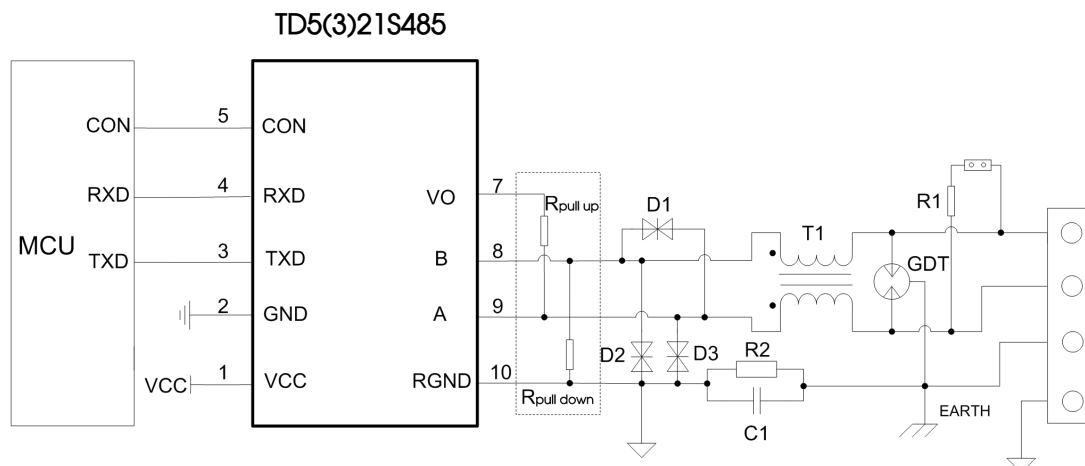 TD5(3)21S485
CON 5 CON
RXD 4 RXD
MCU
TXD 3 TXD
2 GND
VCC 1 VCC
VO 7
B 8
A 9
RGND 10
Rpull up
Rpull down
D1
D2
D3
T1
GDT
R1
R2
C1
EARTH